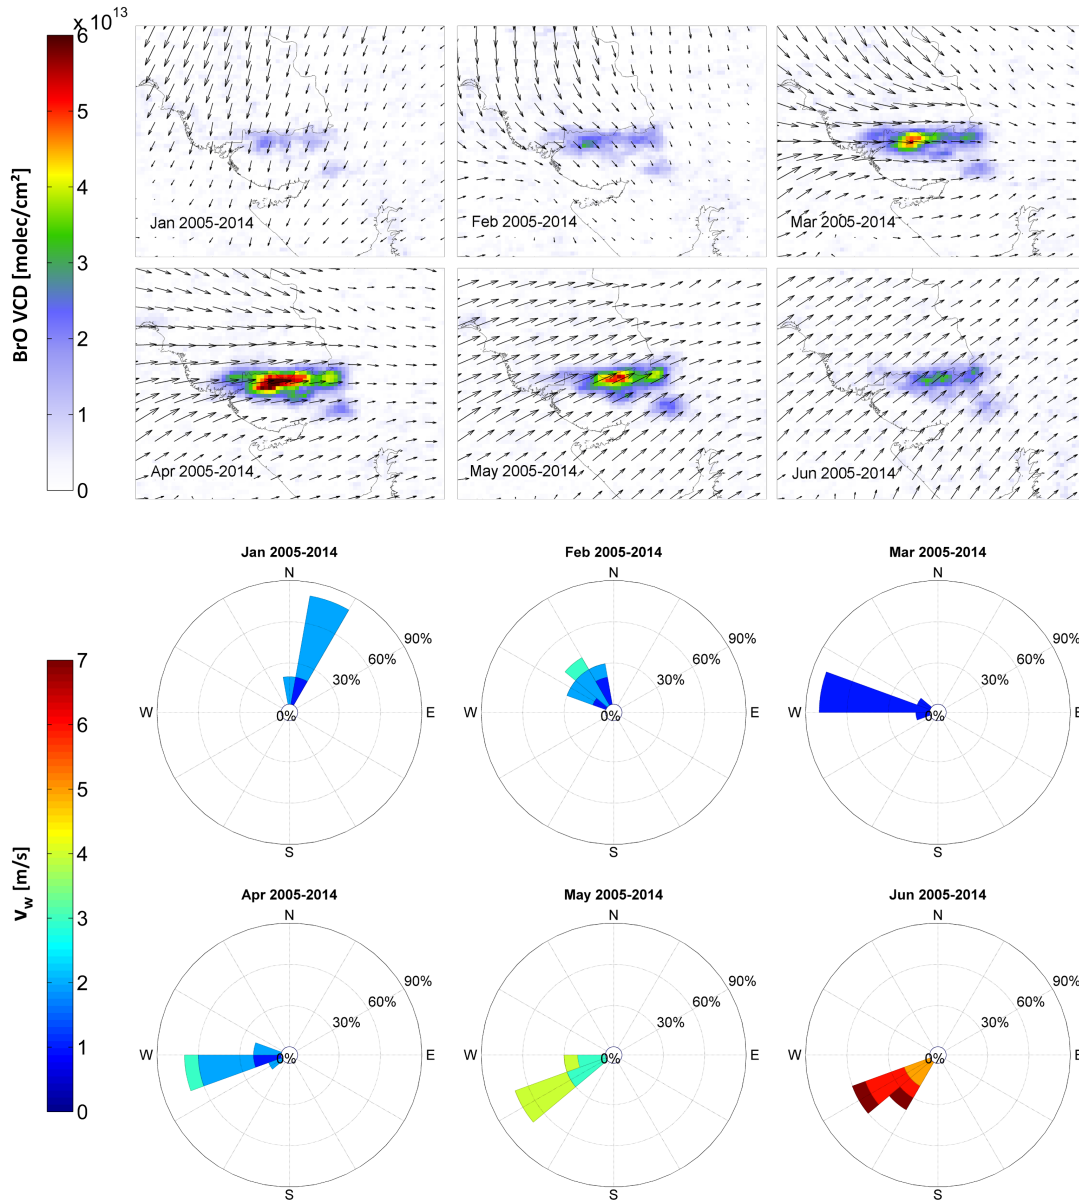 x 10¹³
6
5
4
3
2
1
0
BrO VCD [molec/cm²]
Jan 2005-2014
Feb 2005-2014
Mar 2005-2014
Apr 2005-2014
May 2005-2014
Jun 2005-2014
7
6
5
4
3
2
1
0
v_w [m/s]
Jan 2005-2014
N
90%
60%
30%
W
0%
E
S
Feb 2005-2014
N
90%
60%
30%
W
0%
E
S
Mar 2005-2014
N
90%
60%
30%
W
0%
E
S
Apr 2005-2014
N
90%
60%
30%
W
0%
E
S
May 2005-2014
N
90%
60%
30%
W
0%
E
S
Jun 2005-2014
N
90%
60%
30%
W
0%
E
S